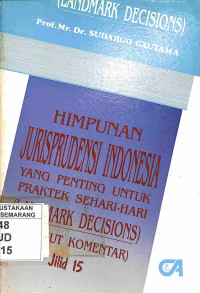 (LANDMARK DECISIONS)
Prof. Mr. Dr. SUDARGO GAUTAMA
HIMPUNAN
JURISPRUDENSI INDONESIA
YANG PENTING UNTUK
PRAKTEK SEHARI-HARI
MARK DECISIONS)
UT KOMENTAR)
Jilid 15
USTAKAAN
SEMARANG
48
UD
15